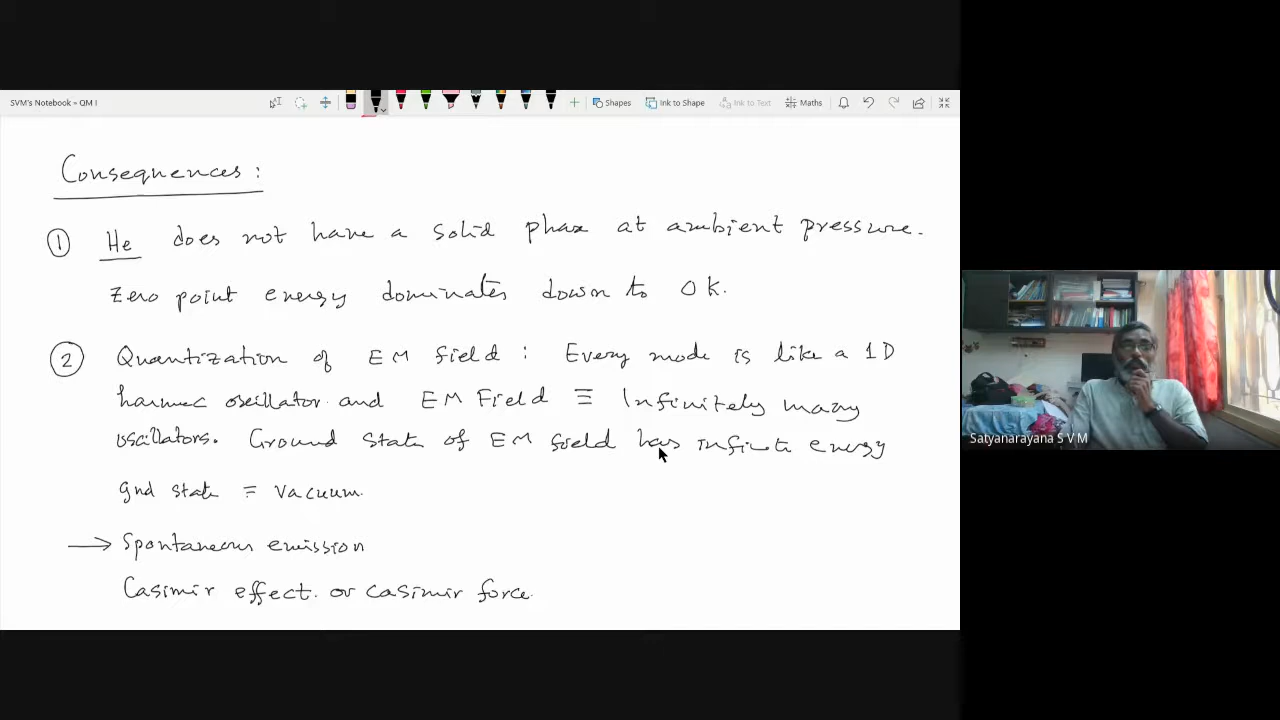 SVM's Notebook » QM I
Shapes
Ink to Shape
Ink to Text
Maths
Consequences :
① He does not have a solid phase at ambient pressure.
Zero point energy dominates down to 0 K.
② Quantization of EM field : Every mode is like a 1D
harmec oscillator and EM Field ≡ Infinitely many
oscillators. Ground state of EM field has infinite energy
gnd state ≡ vacuum.
→ Spontaneous emission
Casimir effect. or casimir force.
Satyanarayana S V M